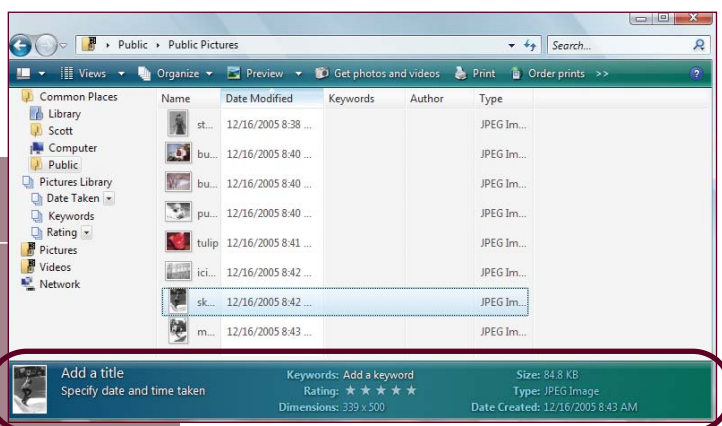 Public ▸ Public Pictures
Search...
Views Organize Preview Get photos and videos Print Order prints >> ?
Common Places
Library
Scott
Computer
Public
Pictures Library
Date Taken
Keywords
Rating
Pictures
Videos
Network
Name Date Modified Keywords Author Type
st... 12/16/2005 8:38 ... JPEG Im...
bu... 12/16/2005 8:40 ... JPEG Im...
bu... 12/16/2005 8:40 ... JPEG Im...
pu... 12/16/2005 8:40 ... JPEG Im...
tulip 12/16/2005 8:41 ... JPEG Im...
ici... 12/16/2005 8:42 ... JPEG Im...
sk... 12/16/2005 8:42 ... JPEG Im...
m... 12/16/2005 8:43 ... JPEG Im...
Add a title
Specify date and time taken
Keywords: Add a keyword
Rating: ★ ★ ★ ★ ★
Dimensions: 339 x 500
Size: 84.8 KB
Type: JPEG Image
Date Created: 12/16/2005 8:43 AM